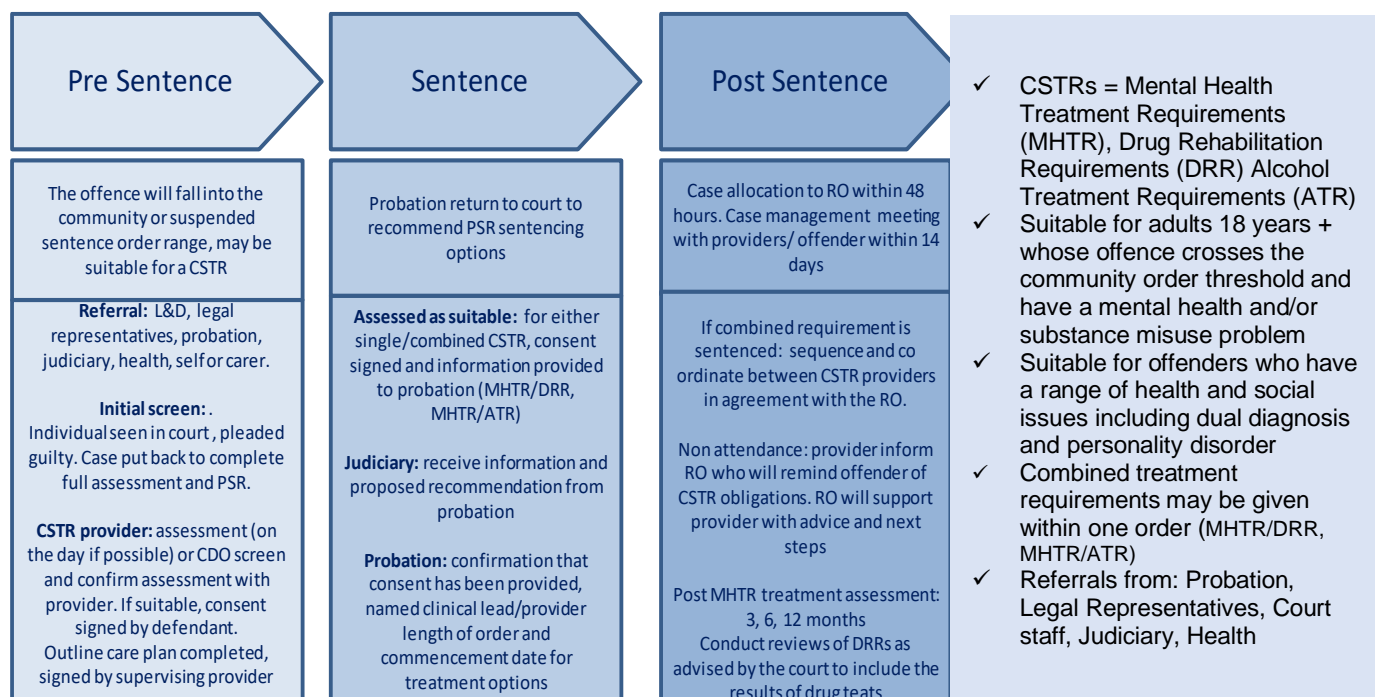 Pre Sentence
The offence will fall into the
community or suspended
sentence order range, may be
suitable for a CSTR
Referral: L&D, legal
representatives, probation,
judiciary, health, self or carer.
Initial screen: .
Individual seen in court , pleaded
guilty. Case put back to complete
full assessment and PSR.
CSTR provider: assessment (on
the day if possible) or CDO screen
and confirm assessment with
provider. If suitable, consent
signed by defendant.
Outline care plan completed,
signed by supervising provider
Sentence
Probation return to court to
recommend PSR sentencing
options
Assessed as suitable: for either
single/combined CSTR, consent
signed and information provided
to probation (MHTR/DRR,
MHTR/ATR)
Judiciary: receive information and
proposed recommendation from
probation
Probation: confirmation that
consent has been provided,
named clinical lead/provider
length of order and
commencement date for
treatment options
Post Sentence
Case allocation to RO within 48
hours. Case management meeting
with providers/ offender within 14
days
If combined requirement is
sentenced: sequence and co
ordinate between CSTR providers
in agreement with the RO.
Non attendance: provider inform
RO who will remind offender of
CSTR obligations. RO will support
provider with advice and next
steps
Post MHTR treatment assessment:
3, 6, 12 months
Conduct reviews of DRRs as
advised by the court to include the
results of drug teats
✓ CSTRs = Mental Health
Treatment Requirements
(MHTR), Drug Rehabilitation
Requirements (DRR) Alcohol
Treatment Requirements (ATR)
✓ Suitable for adults 18 years +
whose offence crosses the
community order threshold and
have a mental health and/or
substance misuse problem
✓ Suitable for offenders who have
a range of health and social
issues including dual diagnosis
and personality disorder
✓ Combined treatment
requirements may be given
within one order (MHTR/DRR,
MHTR/ATR)
✓ Referrals from: Probation,
Legal Representatives, Court
staff, Judiciary, Health